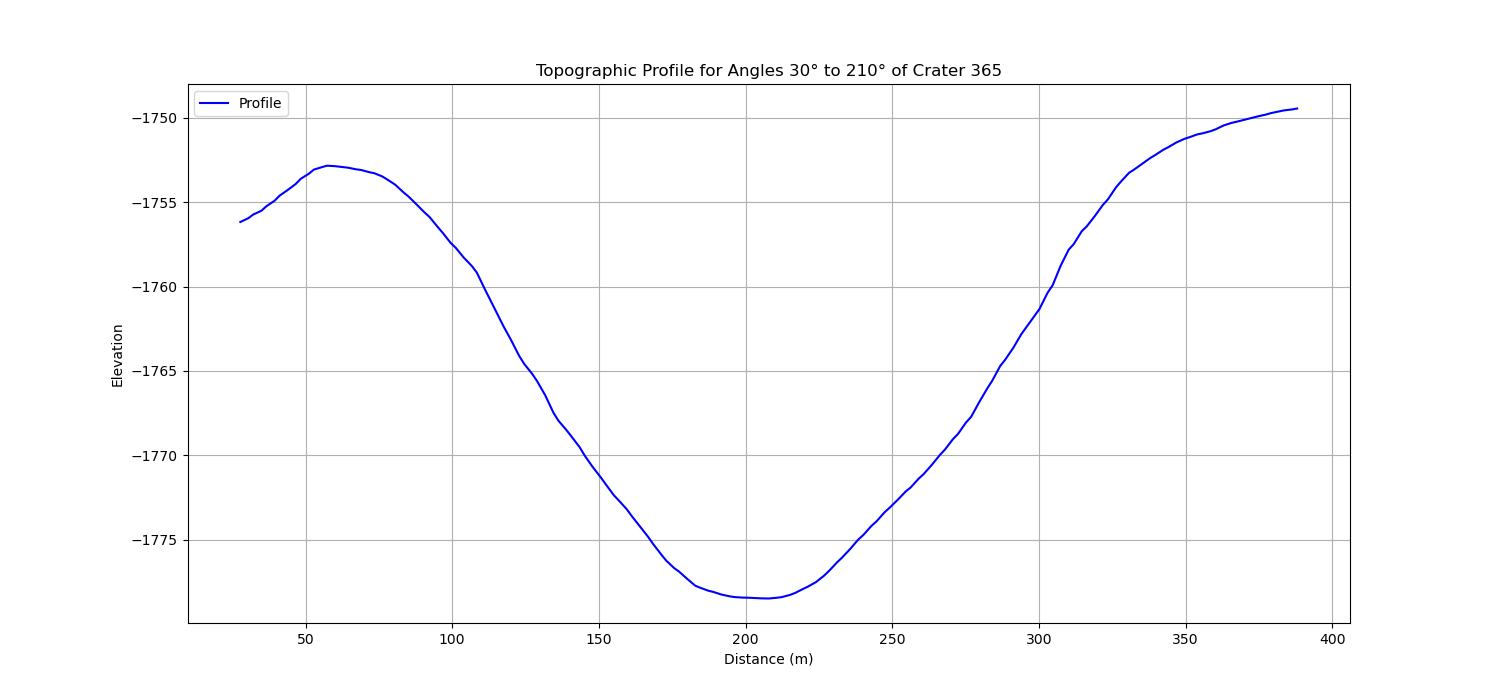 Topographic Profile for Angles 30° to 210° of Crater 365
Profile
Elevation
−1750
−1755
−1760
−1765
−1770
−1775
50 100 150 200 250 300 350 400
Distance (m)